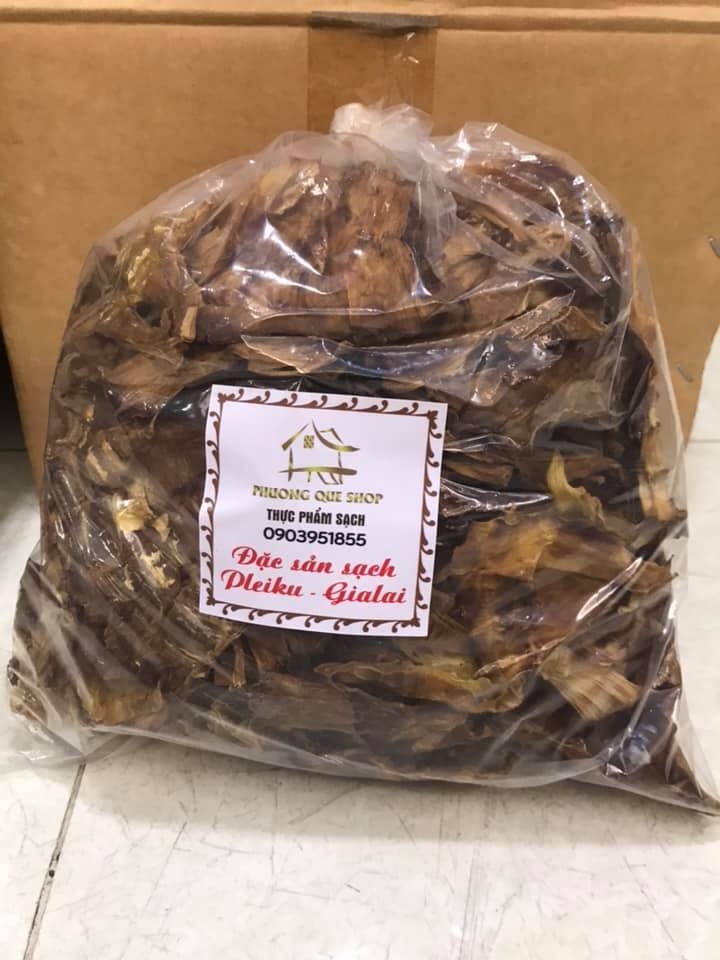 PHUONG QUE SHOP
THỰC PHẨM SẠCH
0903951855
Đặc sản sạch
Pleiku - Gialai